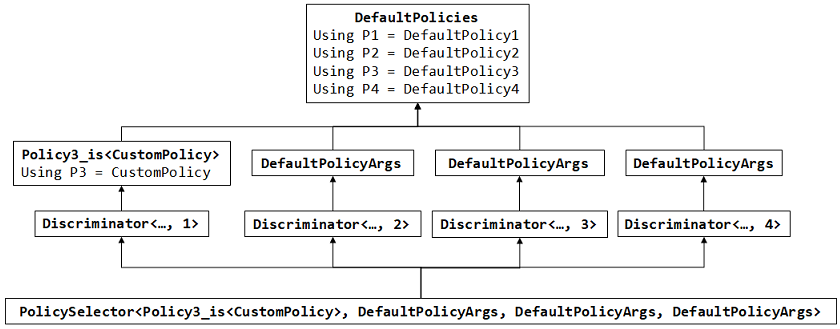 DefaultPolicies
Using P1 = DefaultPolicy1
Using P2 = DefaultPolicy2
Using P3 = DefaultPolicy3
Using P4 = DefaultPolicy4
Policy3_is<CustomPolicy>
Using P3 = CustomPolicy
DefaultPolicyArgs
DefaultPolicyArgs
DefaultPolicyArgs
Discriminator<…, 1>
Discriminator<…, 2>
Discriminator<…, 3>
Discriminator<…, 4>
PolicySelector<Policy3_is<CustomPolicy>, DefaultPolicyArgs, DefaultPolicyArgs, DefaultPolicyArgs>